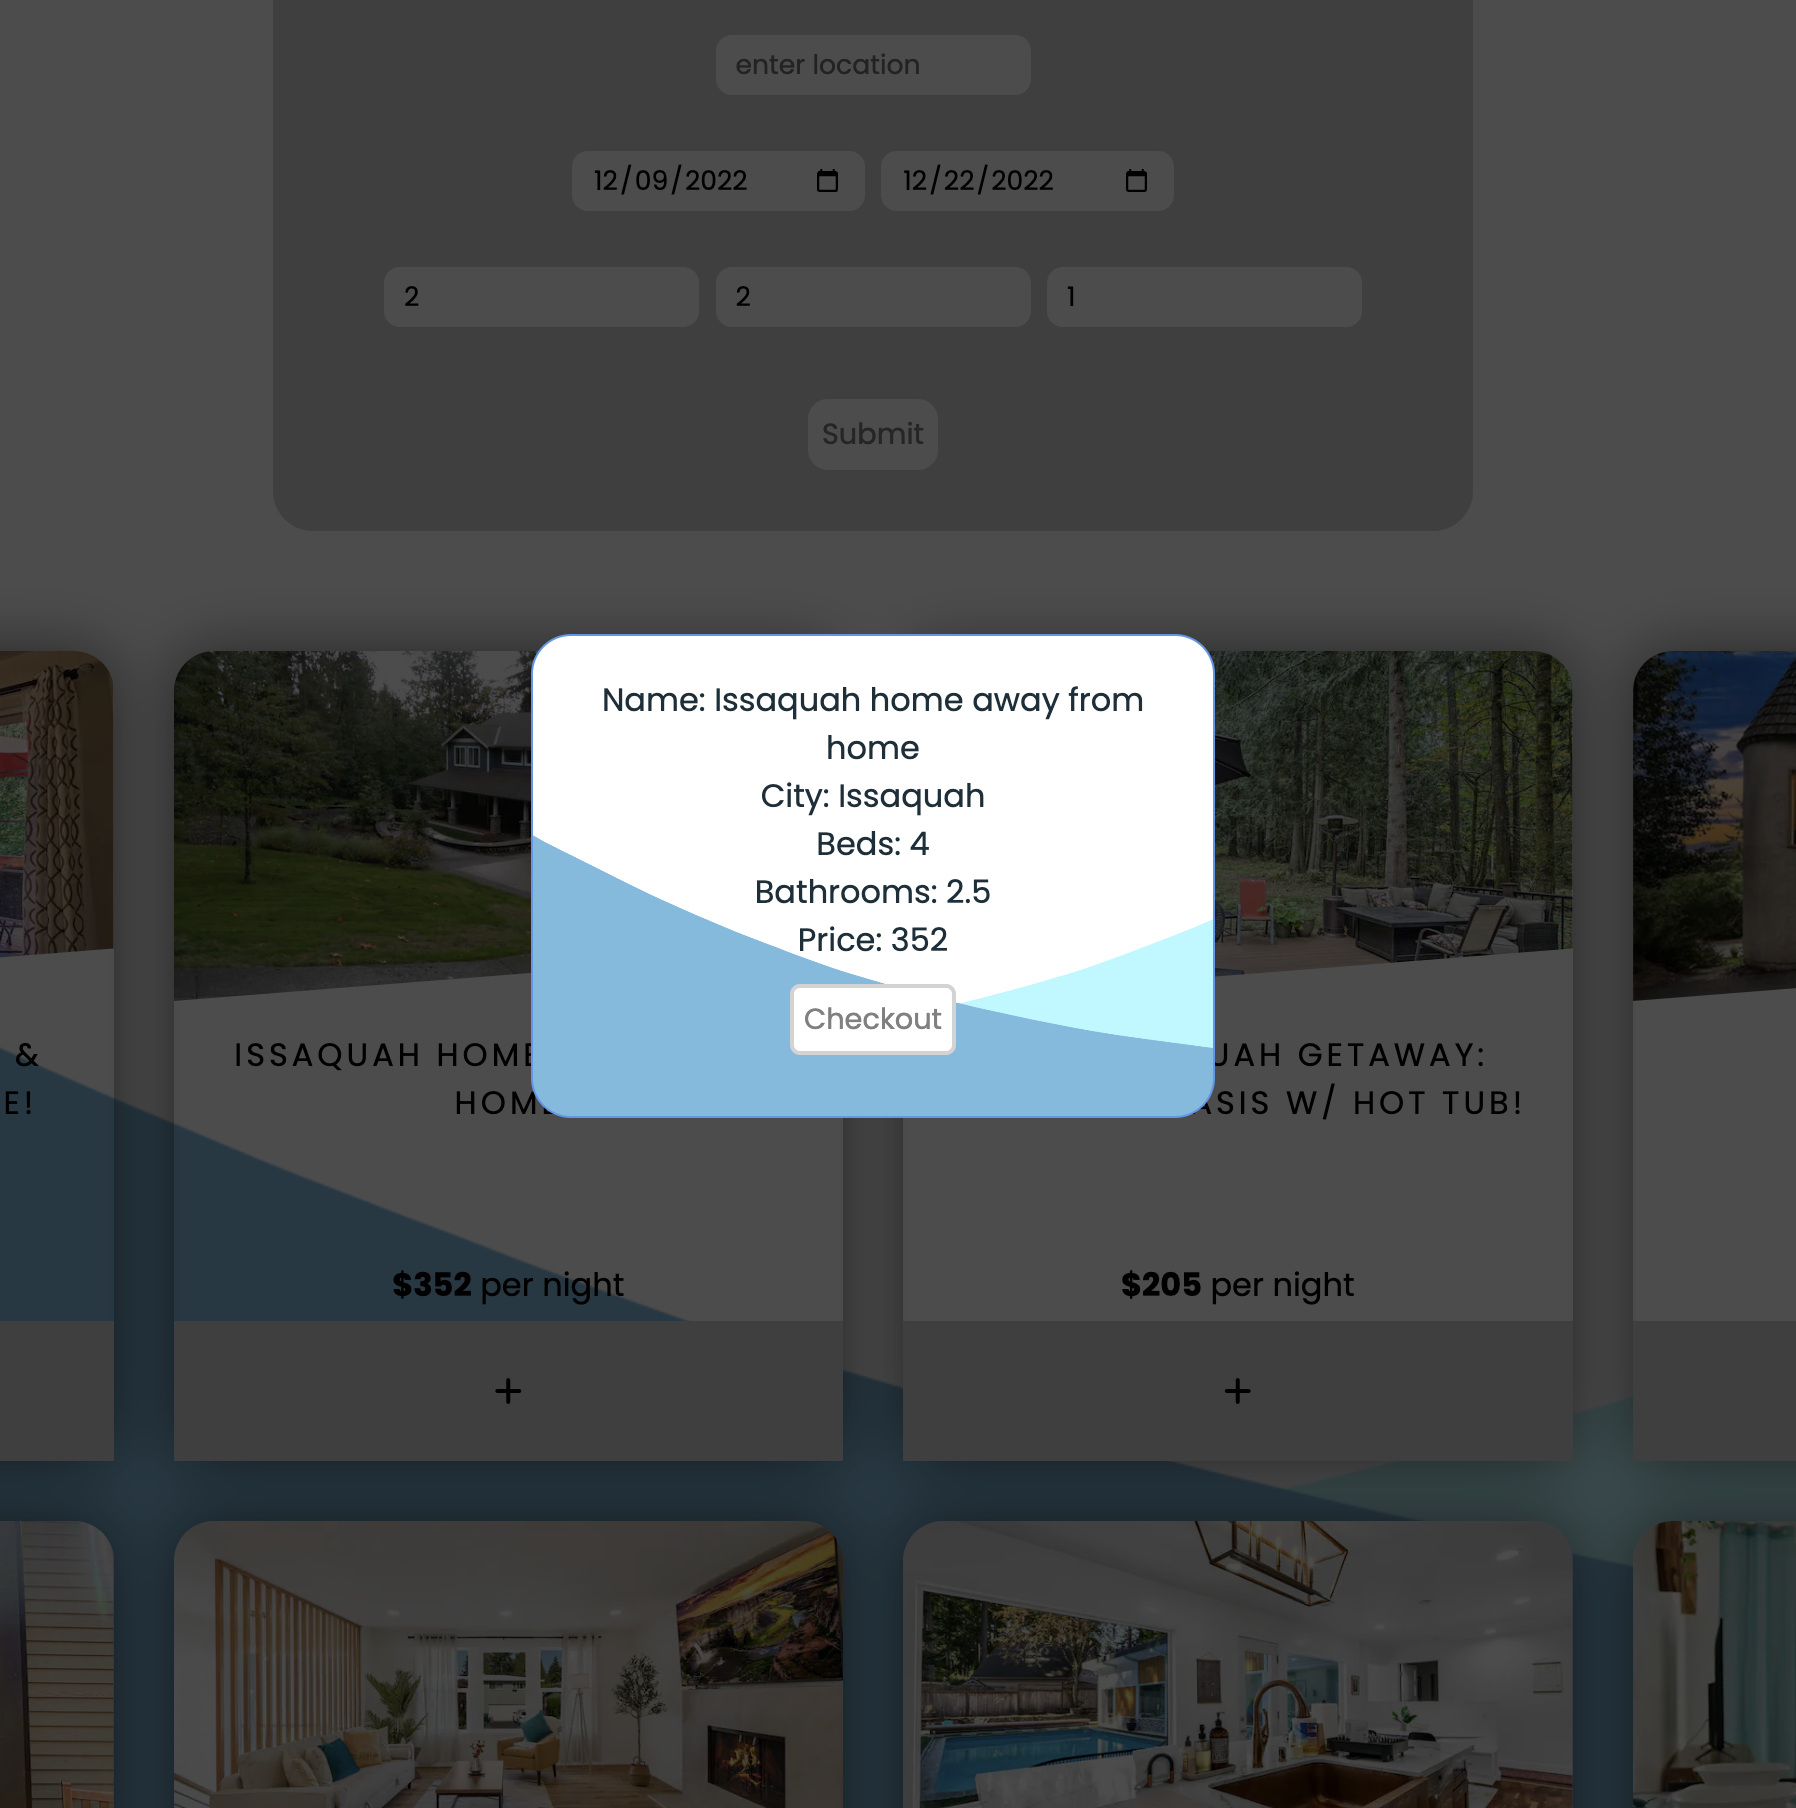 enter location
12/09/2022
12/22/2022
2
2
1
Submit
Name: Issaquah home away from
home
City: Issaquah
Beds: 4
Bathrooms: 2.5
Price: 352
Checkout
&
E!
ISSAQUAH HOME
HOME
UAH GETAWAY:
ASIS W/ HOT TUB!
$352 per night
$205 per night
+
+